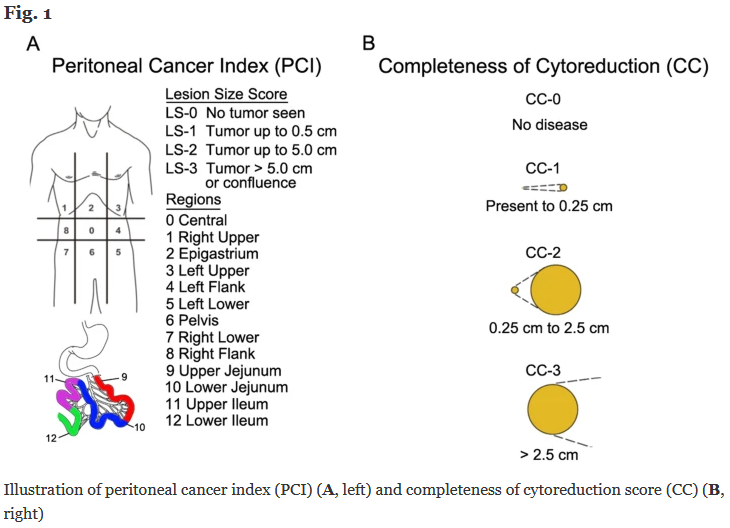 Fig. 1
A
Peritoneal Cancer Index (PCI)
Lesion Size Score
LS-0 No tumor seen
LS-1 Tumor up to 0.5 cm
LS-2 Tumor up to 5.0 cm
LS-3 Tumor > 5.0 cm
or confluence
Regions
0 Central
1 Right Upper
2 Epigastrium
3 Left Upper
4 Left Flank
5 Left Lower
6 Pelvis
7 Right Lower
8 Right Flank
9 Upper Jejunum
10 Lower Jejunum
11 Upper Ileum
12 Lower Ileum
1 2 3
8 0 4
7 6 5
11 9
10
12
B
Completeness of Cytoreduction (CC)
CC-0
No disease
CC-1
Present to 0.25 cm
CC-2
0.25 cm to 2.5 cm
CC-3
> 2.5 cm
Illustration of peritoneal cancer index (PCI) (A, left) and completeness of cytoreduction score (CC) (B,
right)